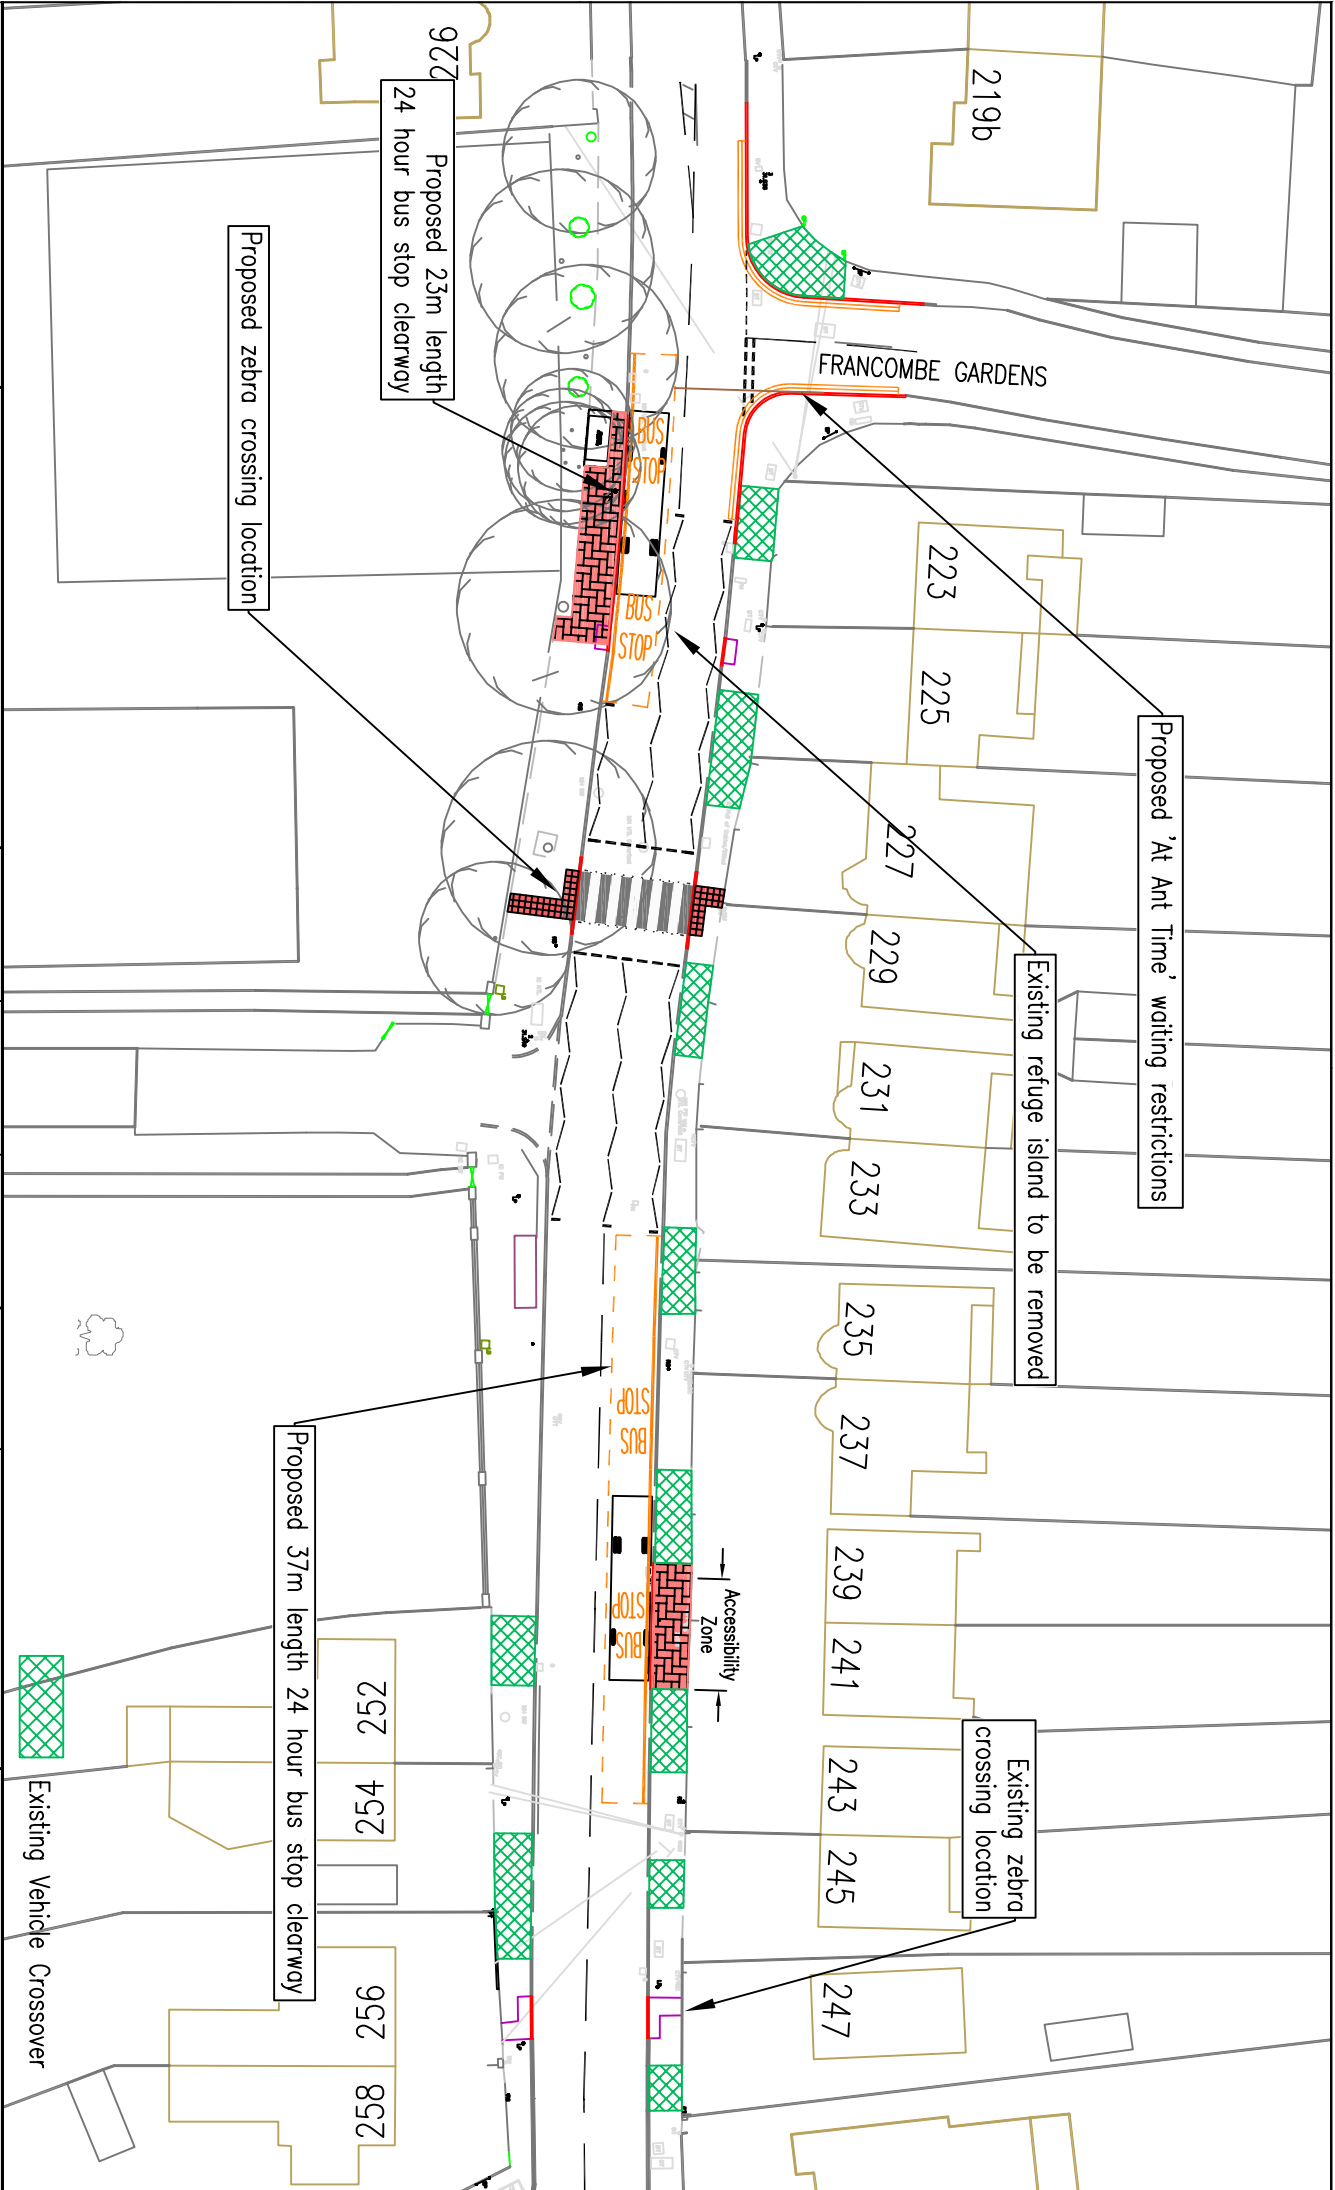 226
Proposed 23m length
24 hour bus stop clearway
Proposed zebra crossing location
219b
FRANCOMBE GARDENS
BUS
STOP
BUS
STOP
Proposed 'At Ant Time' waiting restrictions
Existing refuge island to be removed
223
225
227
229
231
233
235
237
239
241
243
245
247
STOP
BUS
STOP
BUS
Accessibility
Zone
Existing zebra
crossing location
Proposed 37m length 24 hour bus stop clearway
252
254
256
258
Existing Vehicle Crossover